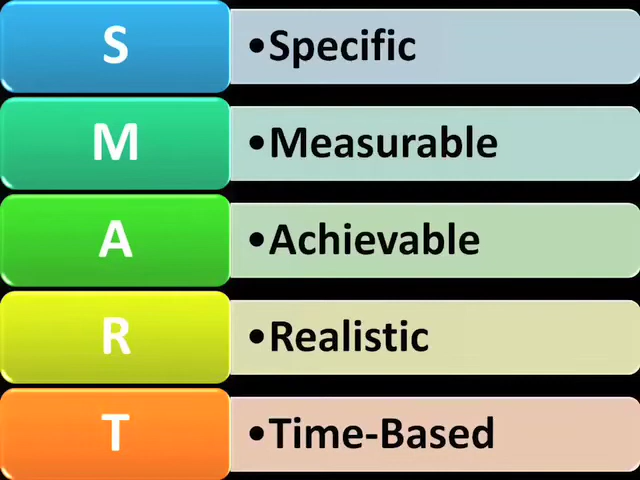 S •Specific
M •Measurable
A •Achievable
R •Realistic
T •Time-Based